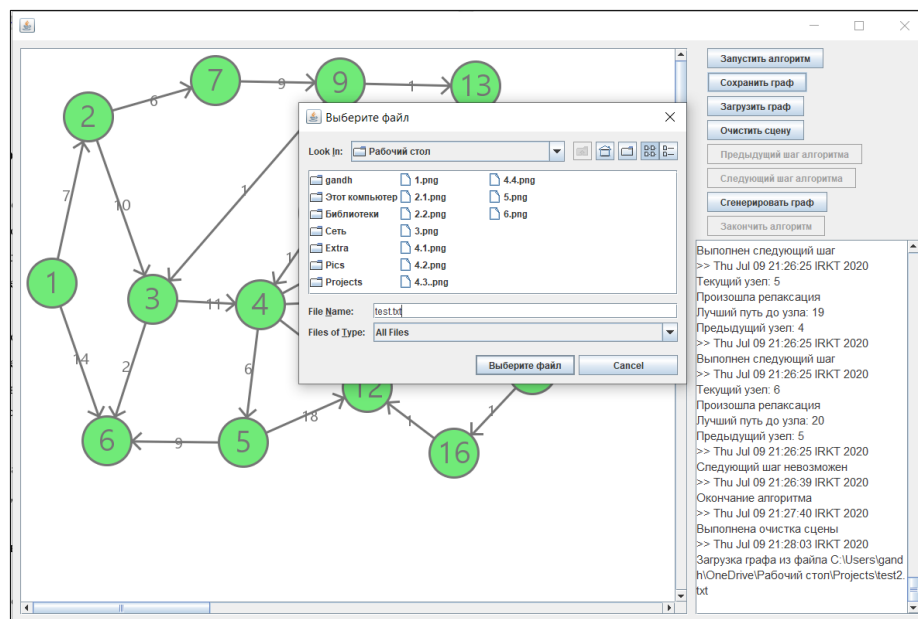 7
9
13
2
9
1
6
Выберите файл
Look In:
Рабочий стол
gandh
Этот компьютер
Библиотеки
Сеть
Extra
Pics
Projects
1.png
2.1.png
2.2.png
3.png
4.1.png
4.2.png
4.3..png
4.4.png
5.png
6.png
File Name:
test.txt
Files of Type:
All Files
Выберите файл
Cancel
7
10
1
1
1
3
11
4
14
2
6
12
6
9
5
18
1
16
1
Запустить алгоритм
Сохранить граф
Загрузить граф
Очистить сцену
Предыдущий шаг алгоритма
Следующий шаг алгоритма
Сгенерировать граф
Закончить алгоритм
Выполнен следующий шаг
>> Thu Jul 09 21:26:25 IRKT 2020
Текущий узел: 5
Произошла релаксация
Лучший путь до узла: 19
Предыдущий узел: 4
>> Thu Jul 09 21:26:25 IRKT 2020
Выполнен следующий шаг
>> Thu Jul 09 21:26:25 IRKT 2020
Текущий узел: 6
Произошла релаксация
Лучший путь до узла: 20
Предыдущий узел: 5
>> Thu Jul 09 21:26:25 IRKT 2020
Следующий шаг невозможен
>> Thu Jul 09 21:26:39 IRKT 2020
Окончание алгоритма
>> Thu Jul 09 21:27:40 IRKT 2020
Выполнена очистка сцены
>> Thu Jul 09 21:28:03 IRKT 2020
Загрузка графа из файла C:\Users\gand
h\OneDrive\Рабочий стол\Projects\test2.
txt